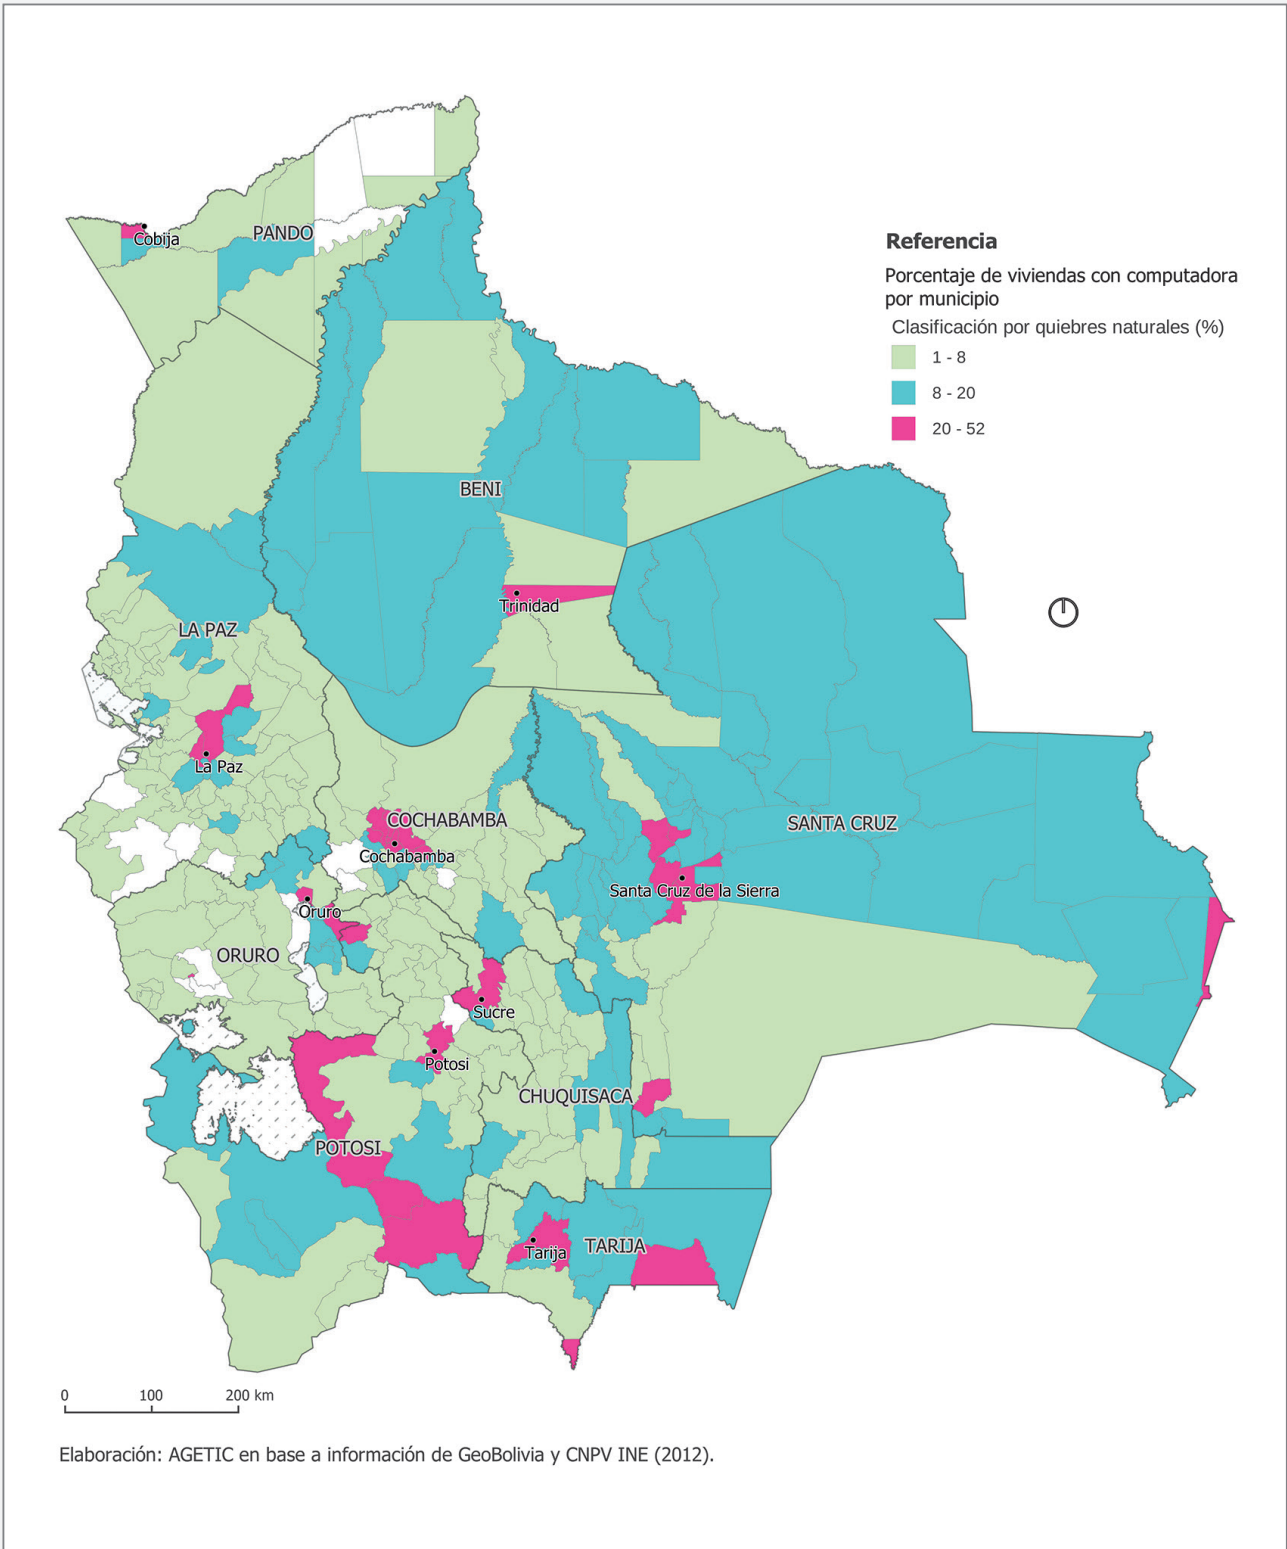 Cobija
PANDO
Referencia
Porcentaje de viviendas con computadora
por municipio
Clasificación por quiebres naturales (%)
1 - 8
8 - 20
20 - 52
BENI
Trinidad
LA PAZ
La Paz
COCHABAMBA
SANTA CRUZ
Cochabamba
Santa Cruz de la Sierra
Oruro
ORURO
Sucre
Potosi
CHUQUISACA
POTOSI
TARIJA
Tarija
0 100 200 km
Elaboración: AGETIC en base a información de GeoBolivia y CNPV INE (2012).